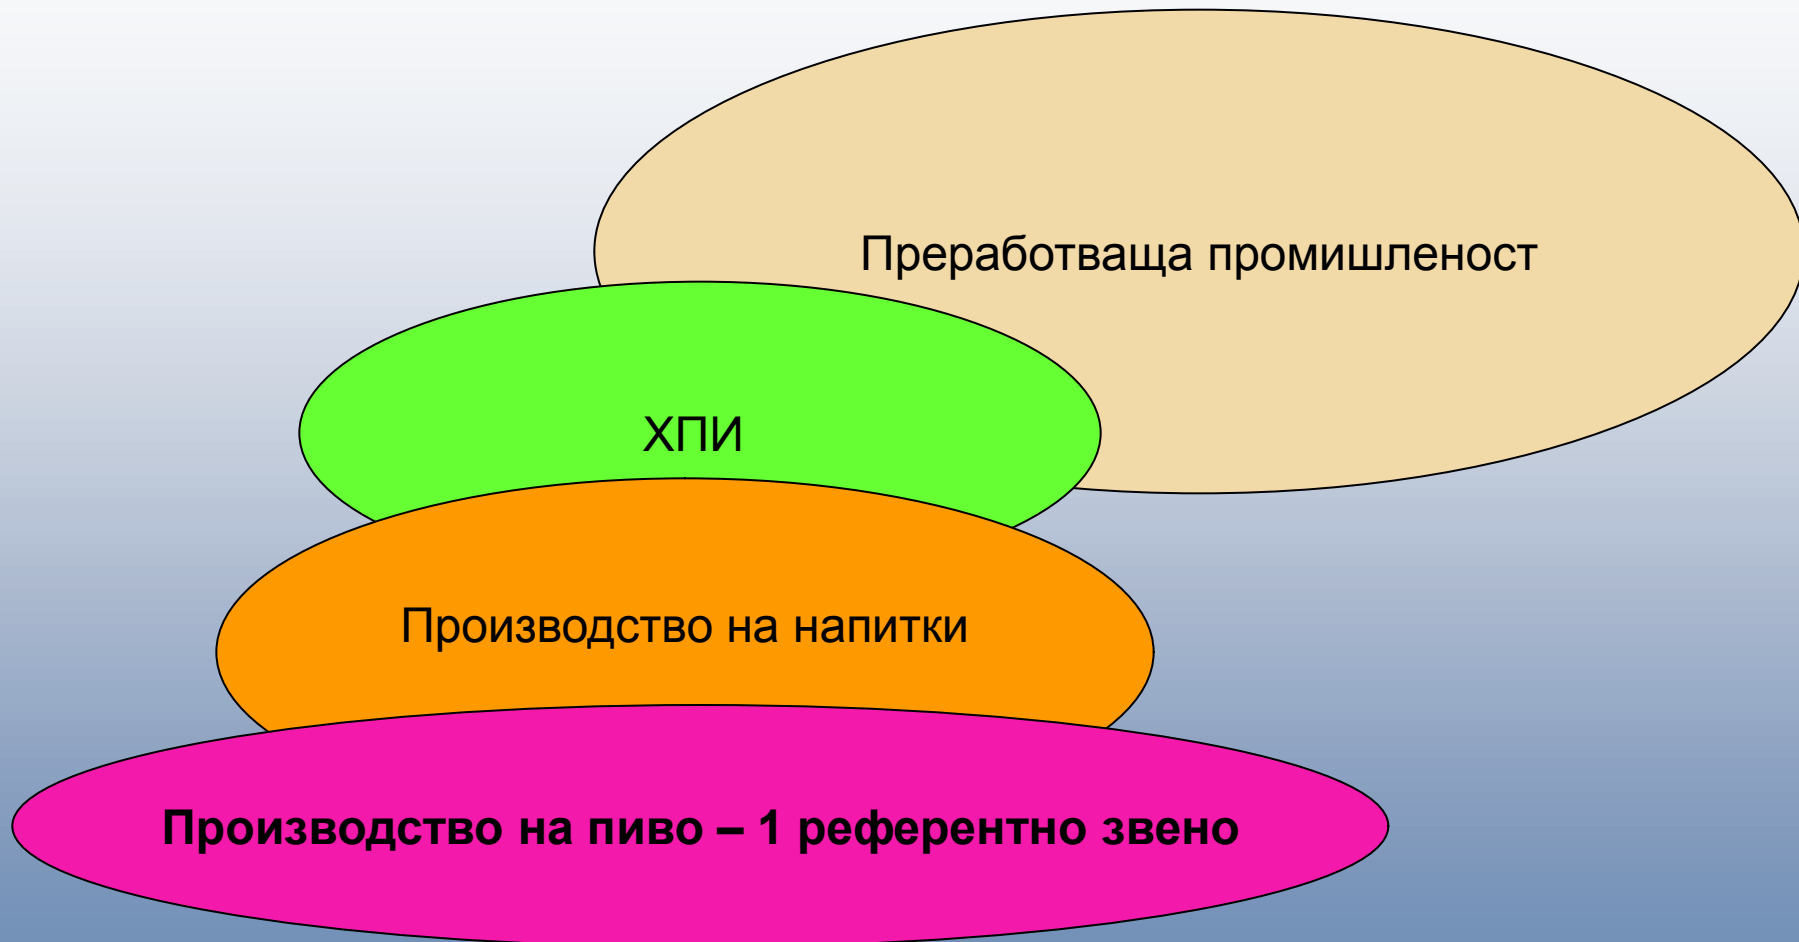 Преработваща промишленост
ХПИ
Производство на напитки
Производство на пиво – 1 референтно звено